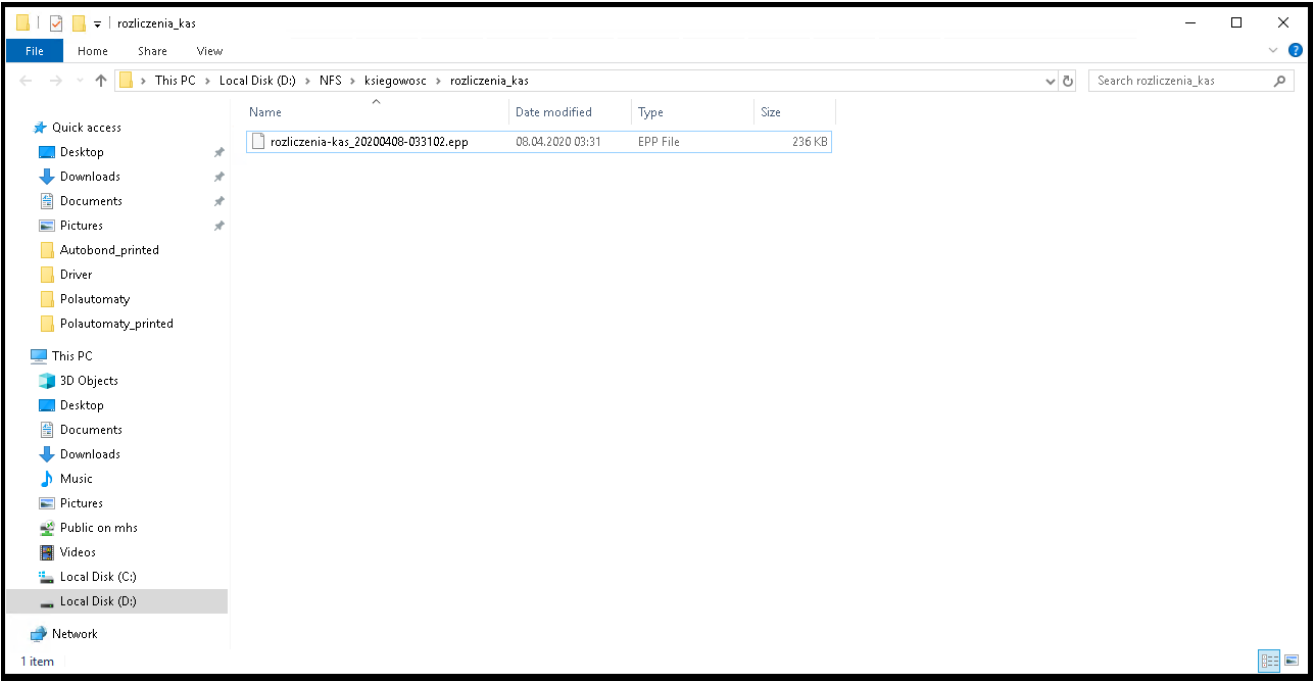 rozliczenia_kas
File Home Share View
This PC Local Disk (D:) NFS ksiegowosc rozliczenia_kas Search rozliczenia_kas
Name Date modified Type Size
rozliczenia-kas_20200408-033102.epp 08.04.2020 03:31 EPP File 236 KB
Quick access
Desktop
Downloads
Documents
Pictures
Autobond_printed
Driver
Polautomaty
Polautomaty_printed
This PC
3D Objects
Desktop
Documents
Downloads
Music
Pictures
Public on mhs
Videos
Local Disk (C:)
Local Disk (D:)
Network
1 item